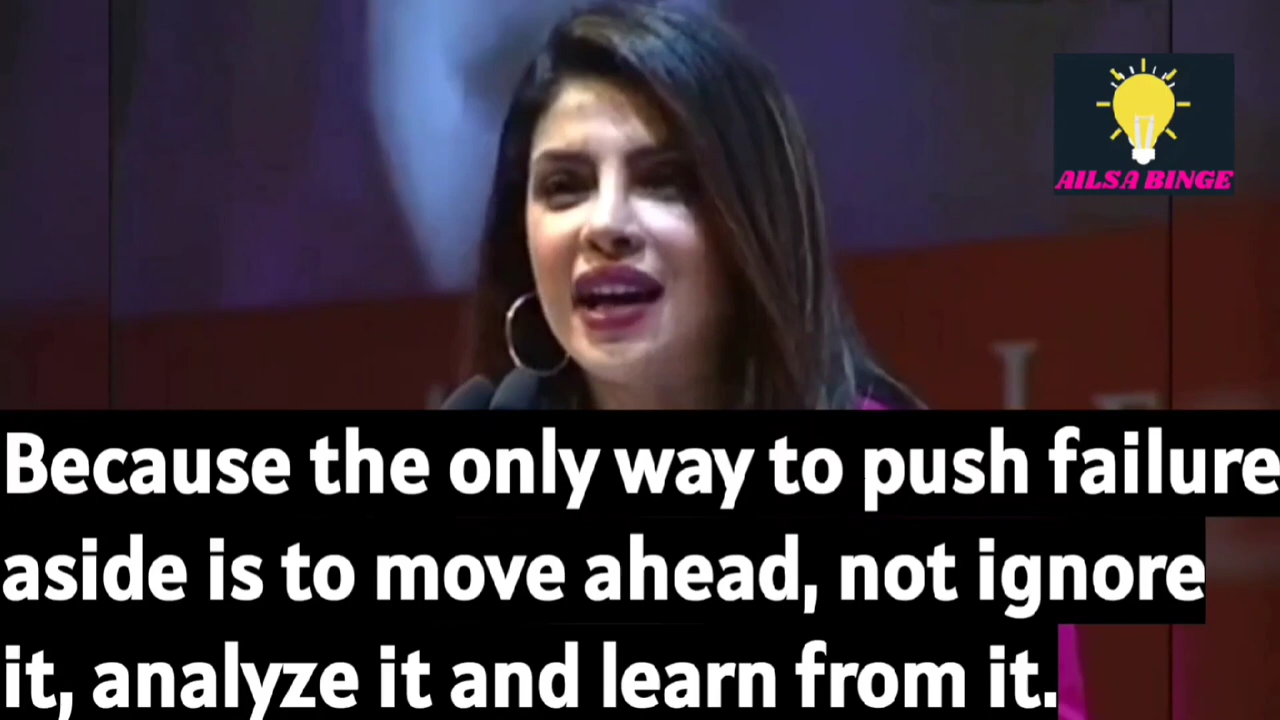 AILSA BINGE
Because the only way to push failure
aside is to move ahead, not ignore
it, analyze it and learn from it.